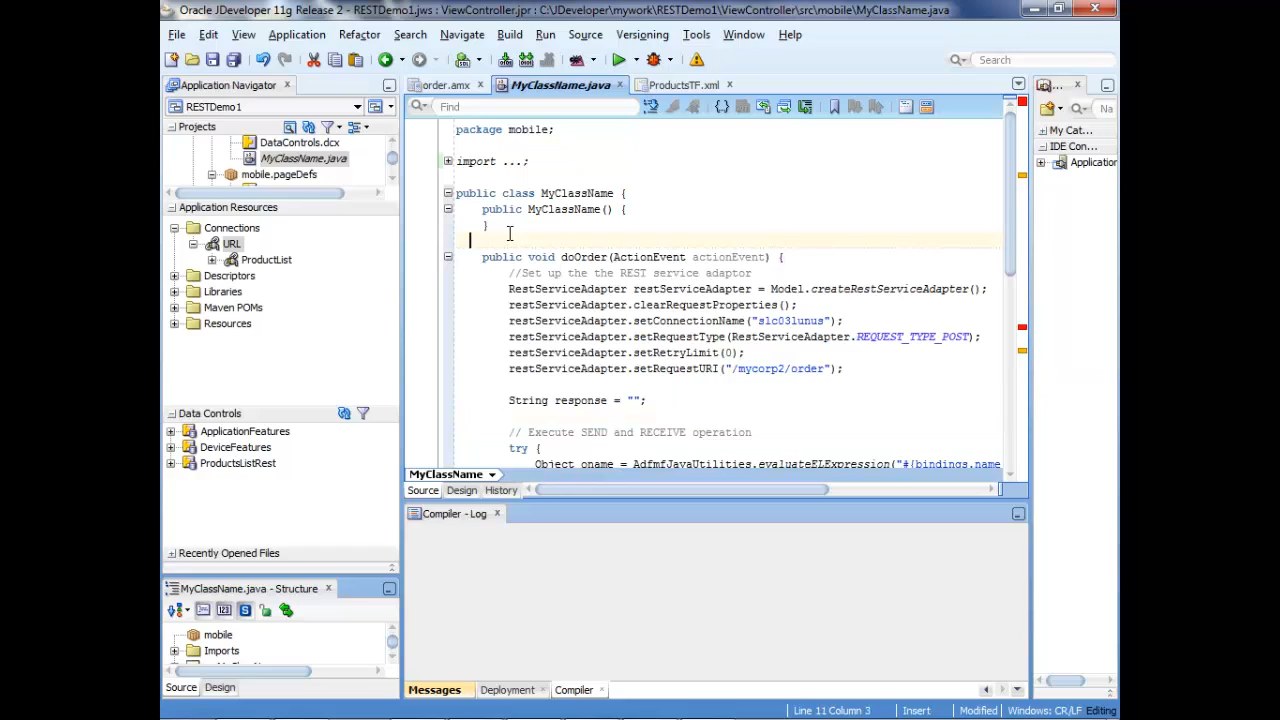 Oracle JDeveloper 11g Release 2 - RESTDemo1.jws : ViewController.jpr : C:\JDeveloper\mywork\RESTDemo1\ViewController\src\mobile\MyClassName.java
File Edit View Application Refactor Search Navigate Build Run Source Versioning Tools Window Help
Search
Application Navigator
RESTDemo1
Projects
DataControls.dcx
MyClassName.java
mobile.pageDefs
Application Resources
Connections
URL
ProductList
Descriptors
Libraries
Maven POMs
Resources
Data Controls
ApplicationFeatures
DeviceFeatures
ProductsListRest
Recently Opened Files
MyClassName.java - Structure
mobile
Imports
Source Design
order.amx MyClassName.java ProductsTF.xml
Find
package mobile;
import ...;
public class MyClassName {
public MyClassName() {
}
public void doOrder(ActionEvent actionEvent) {
//Set up the the REST service adaptor
RestServiceAdapter restServiceAdapter = Model.createRestServiceAdapter();
restServiceAdapter.clearRequestProperties();
restServiceAdapter.setConnectionName("slc03lunus");
restServiceAdapter.setRequestType(RestServiceAdapter.REQUEST_TYPE_POST);
restServiceAdapter.setRetryLimit(0);
restServiceAdapter.setRequestURI("/mycorp2/order");
String response = "";
// Execute SEND and RECEIVE operation
try {
Object oname = AdfmfJavaUtilities.evaluateELExpression("#{bindings.name
MyClassName
Source Design History
Compiler - Log
Messages Deployment Compiler
Na
My Cat...
IDE Con...
Application
Line 11 Column 3 Insert Modified Windows: CR/LF Editing